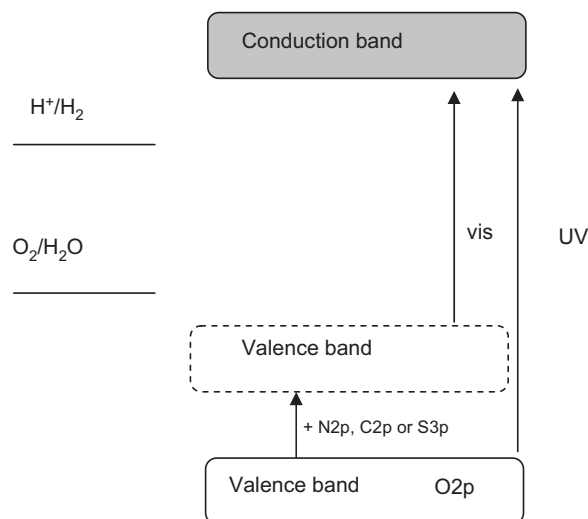 Conduction band
H⁺/H₂
O₂/H₂O
vis
UV
Valence band
+ N2p, C2p or S3p
Valence band O2p